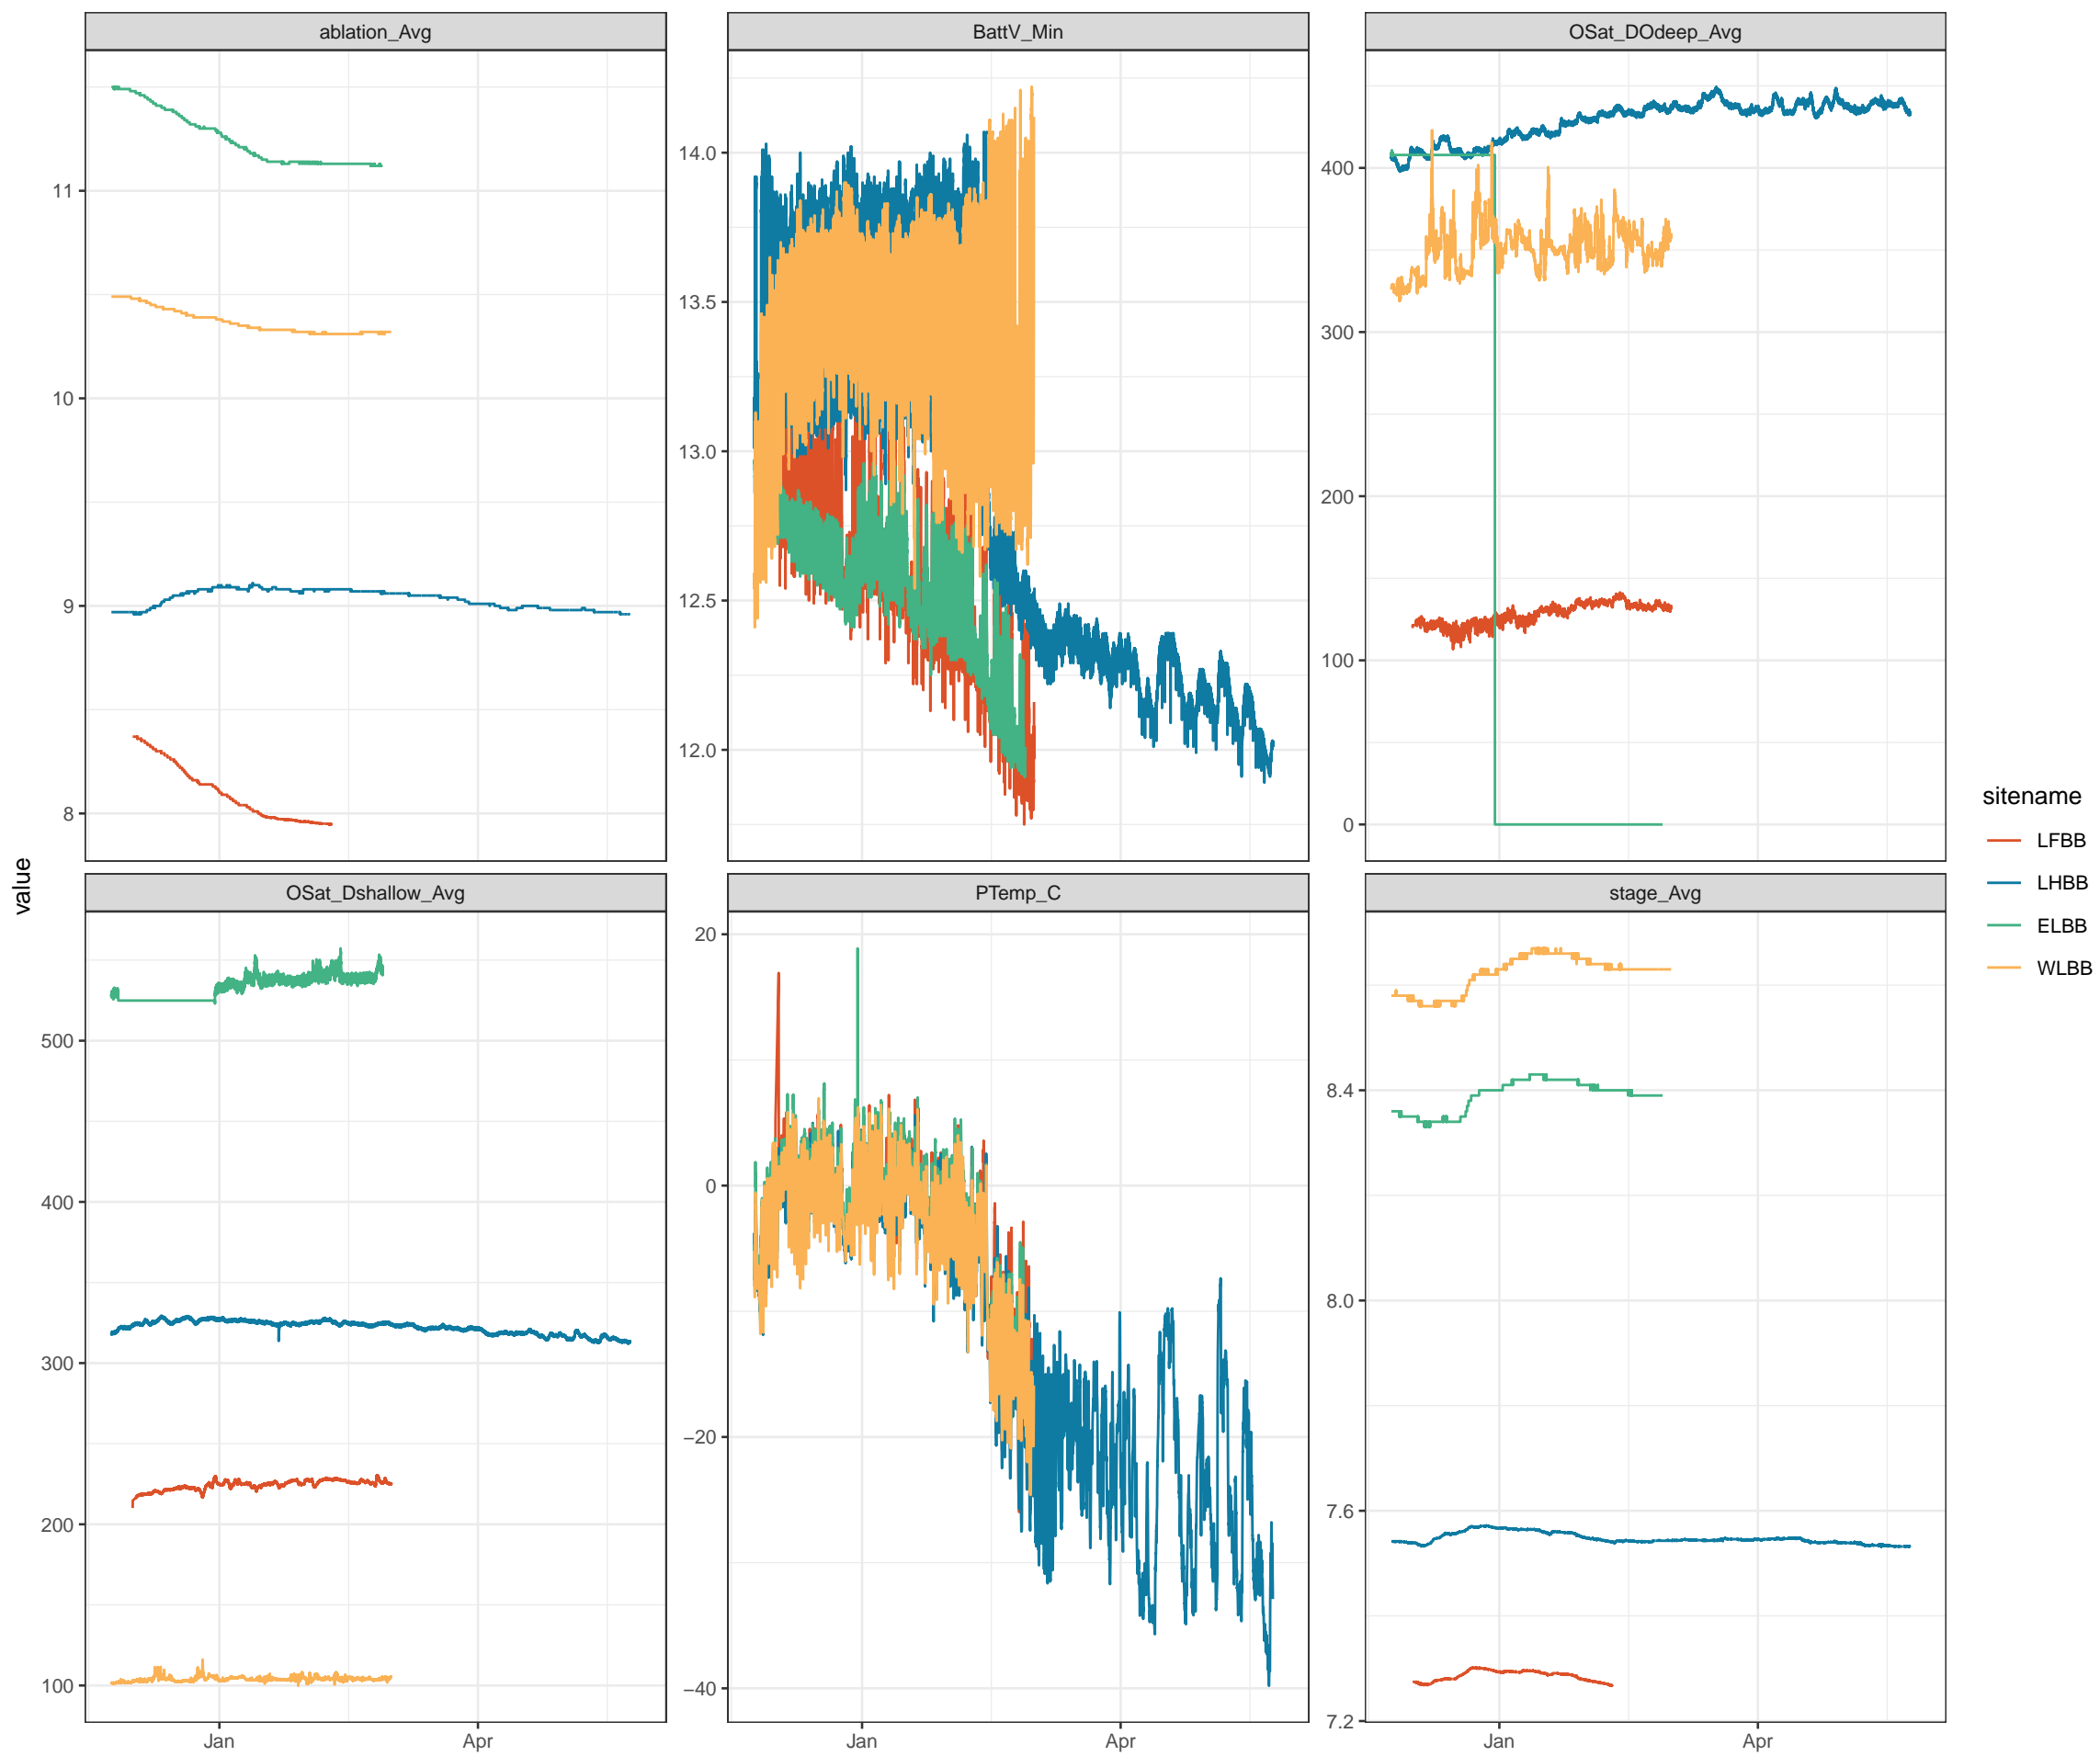 ablation_Avg
BattV_Min
OSat_DOdeep_Avg
11
10
9
8
14.0
13.5
13.0
12.5
12.0
400
300
200
100
0
value
OSat_Dshallow_Avg
PTemp_C
stage_Avg
500
400
300
200
100
20
0
−20
−40
8.4
8.0
7.6
7.2
Jan
Apr
Jan
Apr
Jan
Apr
sitename
LFBB
LHBB
ELBB
WLBB